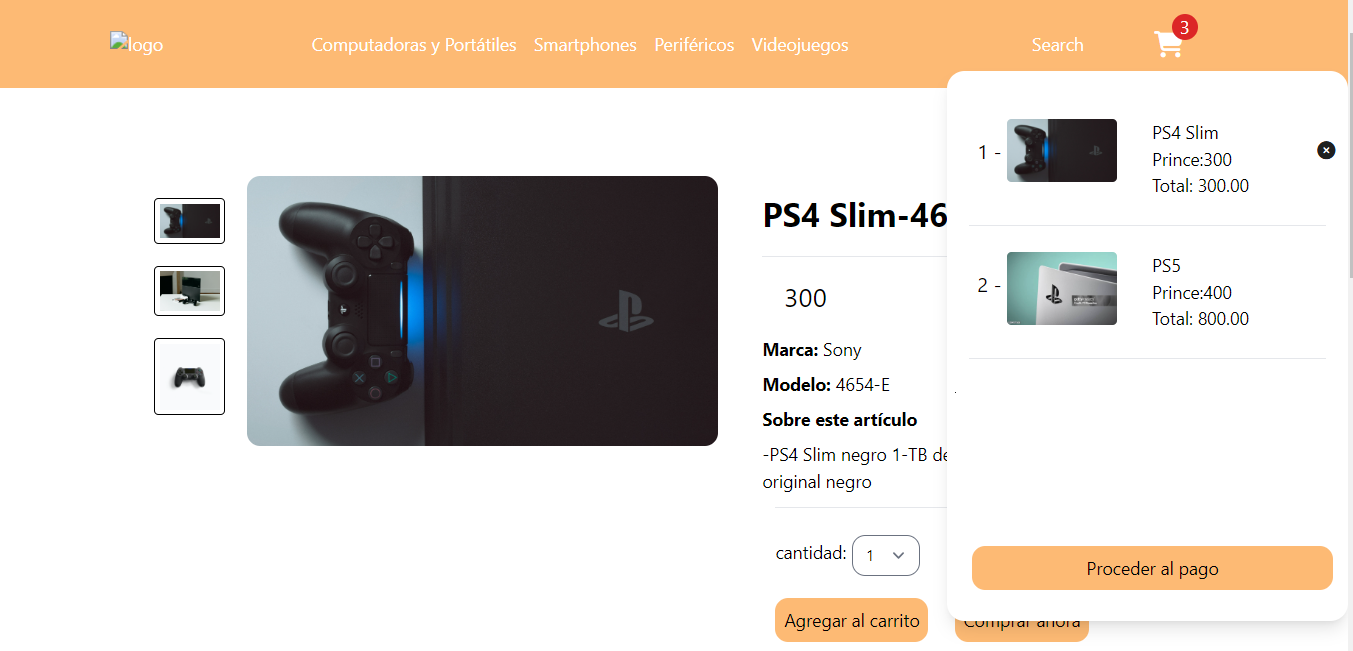 logo
Computadoras y Portátiles Smartphones Periféricos Videojuegos Search 3
1 -
PS4 Slim
Prince:300
Total: 300.00
2 -
PS5
Prince:400
Total: 800.00
Proceder al pago
PS4 Slim-46
300
Marca: Sony
Modelo: 4654-E
Sobre este artículo
-PS4 Slim negro 1-TB de
original negro
cantidad: 1
Agregar al carrito Comprar ahora